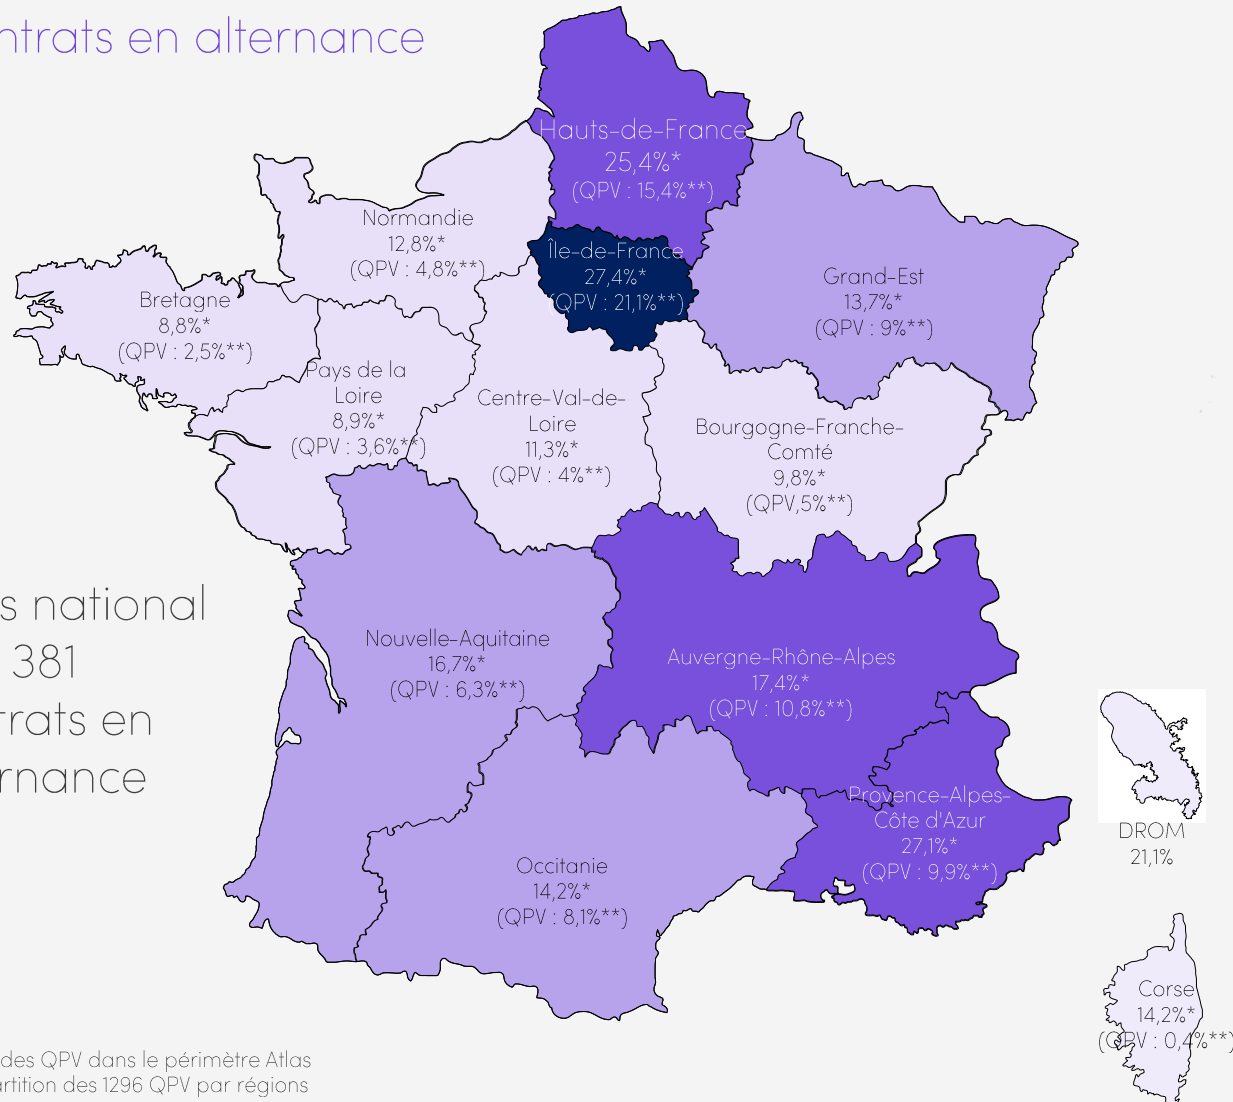 ntrats en alternance
Hauts-de-France
25,4%*
(QPV : 15,4%**)
Normandie
12,8%*
(QPV : 4,8%**)
Île-de-France
27,4%*
(QPV : 21,1%**)
Grand-Est
13,7%*
(QPV : 9%**)
Bretagne
8,8%*
(QPV : 2,5%**)
Pays de la
Loire
8,9%*
(QPV : 3,6%**)
Centre-Val-de-
Loire
11,3%*
(QPV : 4%**)
Bourgogne-Franche-
Comté
9,8%*
(QPV,5%**)
s national
381
trats en
rnance
Nouvelle-Aquitaine
16,7%*
(QPV : 6,3%**)
Auvergne-Rhône-Alpes
17,4%*
(QPV : 10,8%**)
Provence-Alpes-
Côte d'Azur
27,1%*
(QPV : 9,9%**)
DROM
21,1%
Occitanie
14,2%*
(QPV : 8,1%**)
Corse
14,2%*
(QPV : 0,4%**)
des QPV dans le périmètre Atlas
artition des 1296 QPV par régions